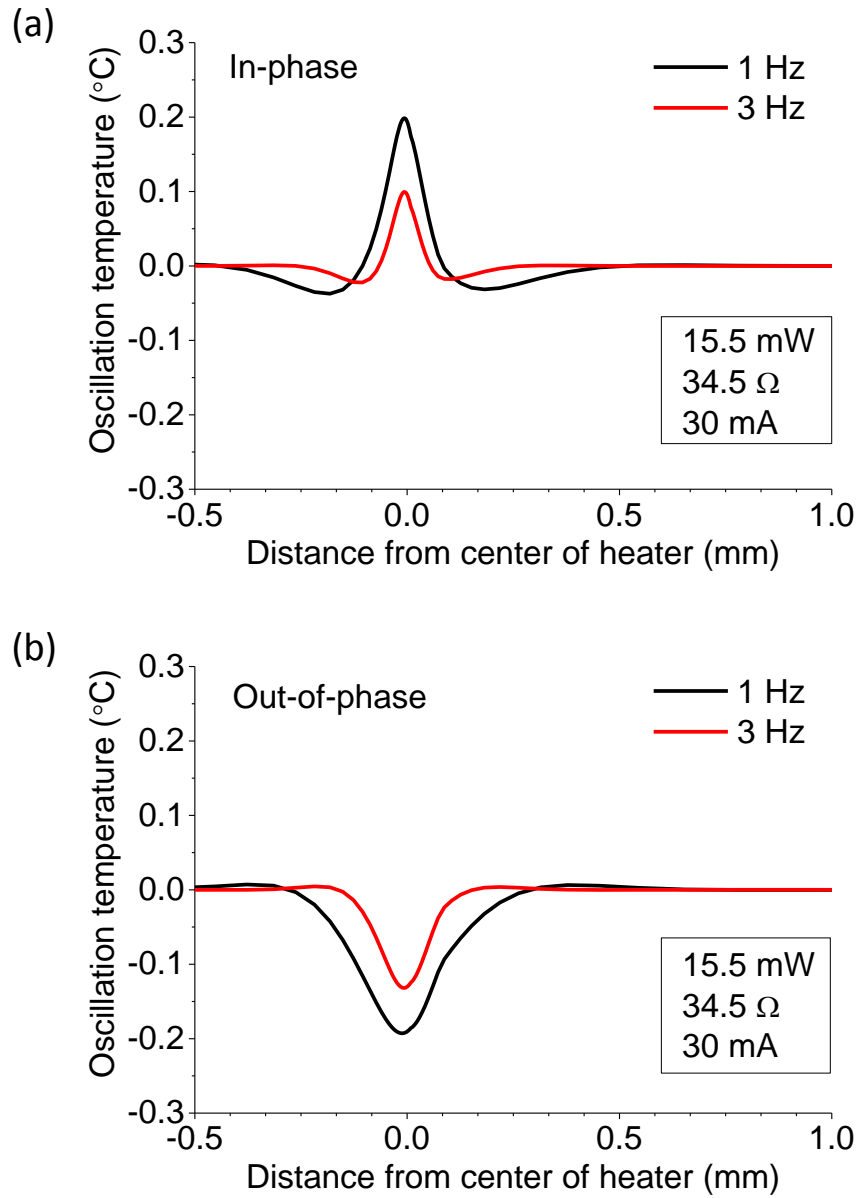 (a)
Oscillation temperature (°C)
0.3
0.2
0.1
0.0
-0.1
-0.2
-0.3
In-phase
1 Hz
3 Hz
15.5 mW
34.5 Ω
30 mA
-0.5
0.0
0.5
1.0
Distance from center of heater (mm)
(b)
Oscillation temperature (°C)
0.3
0.2
0.1
0.0
-0.1
-0.2
-0.3
Out-of-phase
1 Hz
3 Hz
15.5 mW
34.5 Ω
30 mA
-0.5
0.0
0.5
1.0
Distance from center of heater (mm)